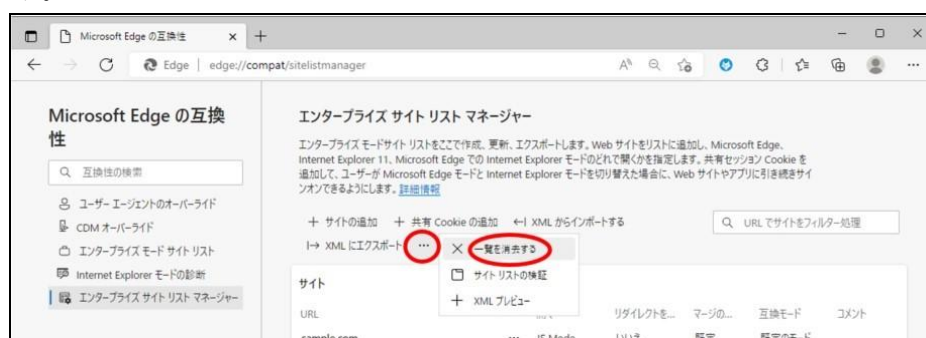 Microsoft Edge の互換性
Edge | edge://compat/sitelistmanager
Microsoft Edge の互換
性
互換性の検索
ユーザー エージェントのオーバーライド
CDM オーバーライド
エンタープライズ モード サイト リスト
Internet Explorer モードの診断
エンタープライズ サイト リスト マネージャー
エンタープライズ サイト リスト マネージャー
エンタープライズ モードサイト リストをここで作成、更新、エクスポートします。Web サイトをリストに追加し、Microsoft Edge、
Internet Explorer 11、Microsoft Edge での Internet Explorer モードのどれで開くかを指定します。共有セッション Cookie を
追加して、ユーザーが Microsoft Edge モードと Internet Explorer モードを切り替えた場合に、Web サイトやアプリに引き続きサイ
ンオンできるようにします。詳細情報
サイトの追加 共有 Cookie の追加 XML からインポートする
URL でサイトをフィルター処理
XML にエクスポート ...
一覧を消去する
サイト リストの検証
XML プレビュー
サイト
URL リダイレクトを... マージの... 互換モード コメント
sample.com ... IE Mode いいえ 既定 既定のモード